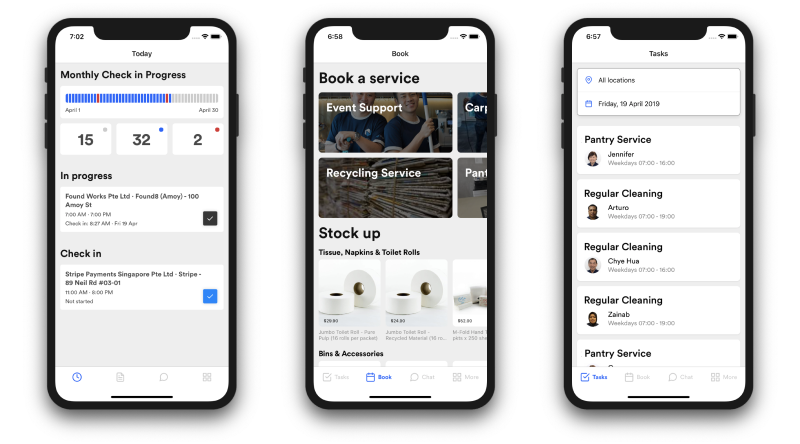 7:02
Today
Monthly Check in Progress
April 1
April 30
15
32
2
In progress
Found Works Pte Ltd - Found8 (Amoy) - 100
Amoy St
7:00 AM - 7:00 PM
Check in: 8:27 AM - Fri 19 Apr
Check in
Stripe Payments Singapore Pte Ltd - Stripe -
89 Neil Rd #03-01
11:00 AM - 8:00 PM
Not started
6:58
Book
Book a service
Event Support
Carp
Recycling Service
Pant
Stock up
Tissue, Napkins & Toilet Rolls
$29.90
$24.90
$52.50
Jumbo Toilet Roll - Pure
Pulp (16 rolls per packet)
Jumbo Toilet Roll -
Recycled Material (16 ro...
M-Fold Hand T
pkts x 250 she
Bins & Accessories
Tasks
Book
Chat
More
6:57
Tasks
All locations
Friday, 19 April 2019
Pantry Service
Jennifer
Weekdays 07:00 - 16:00
Regular Cleaning
Arturo
Weekdays 07:00 - 19:00
Regular Cleaning
Chye Hua
Weekdays 07:00 - 16:00
Regular Cleaning
Zainab
Weekdays 07:00 - 19:00
Pantry Service
Tasks
Book
Chat
More